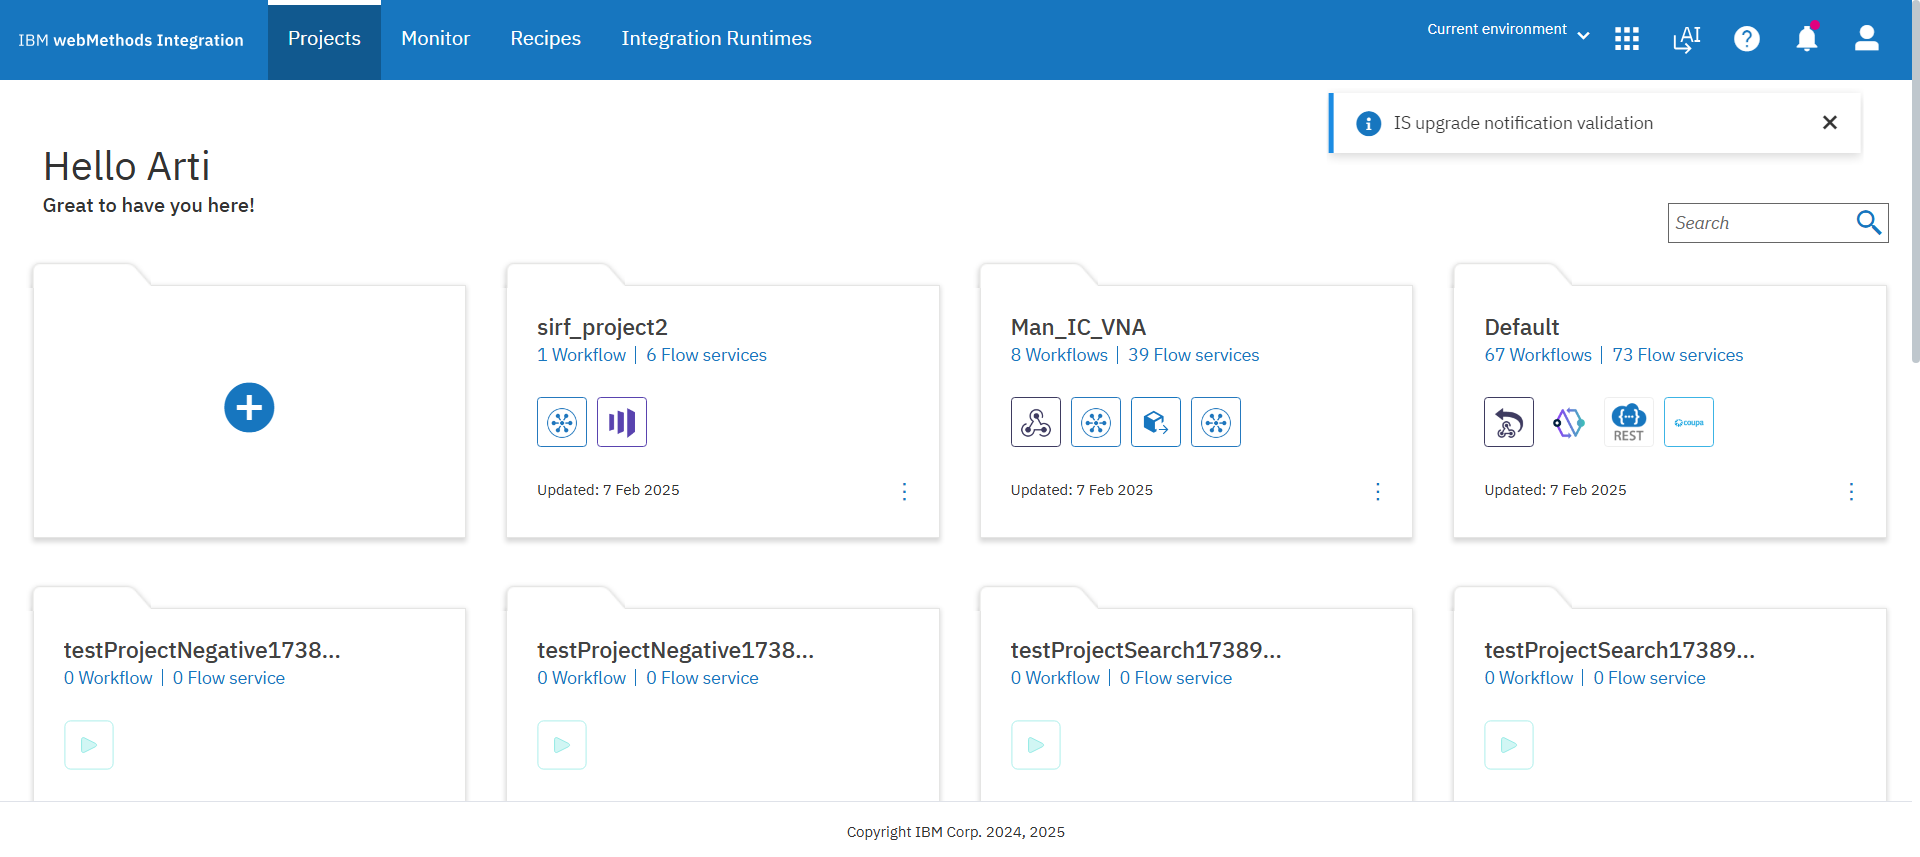 IBM webMethods Integration
Projects
Monitor
Recipes
Integration Runtimes
Current environment
AI
?
IS upgrade notification validation
Hello Arti
Great to have you here!
Search
sirf_project2
1 Workflow | 6 Flow services
Updated: 7 Feb 2025
Man_IC_VNA
8 Workflows | 39 Flow services
Updated: 7 Feb 2025
Default
67 Workflows | 73 Flow services
{···}
REST
coupa
Updated: 7 Feb 2025
testProjectNegative1738...
0 Workflow | 0 Flow service
testProjectNegative1738...
0 Workflow | 0 Flow service
testProjectSearch17389...
0 Workflow | 0 Flow service
testProjectSearch17389...
0 Workflow | 0 Flow service
Copyright IBM Corp. 2024, 2025